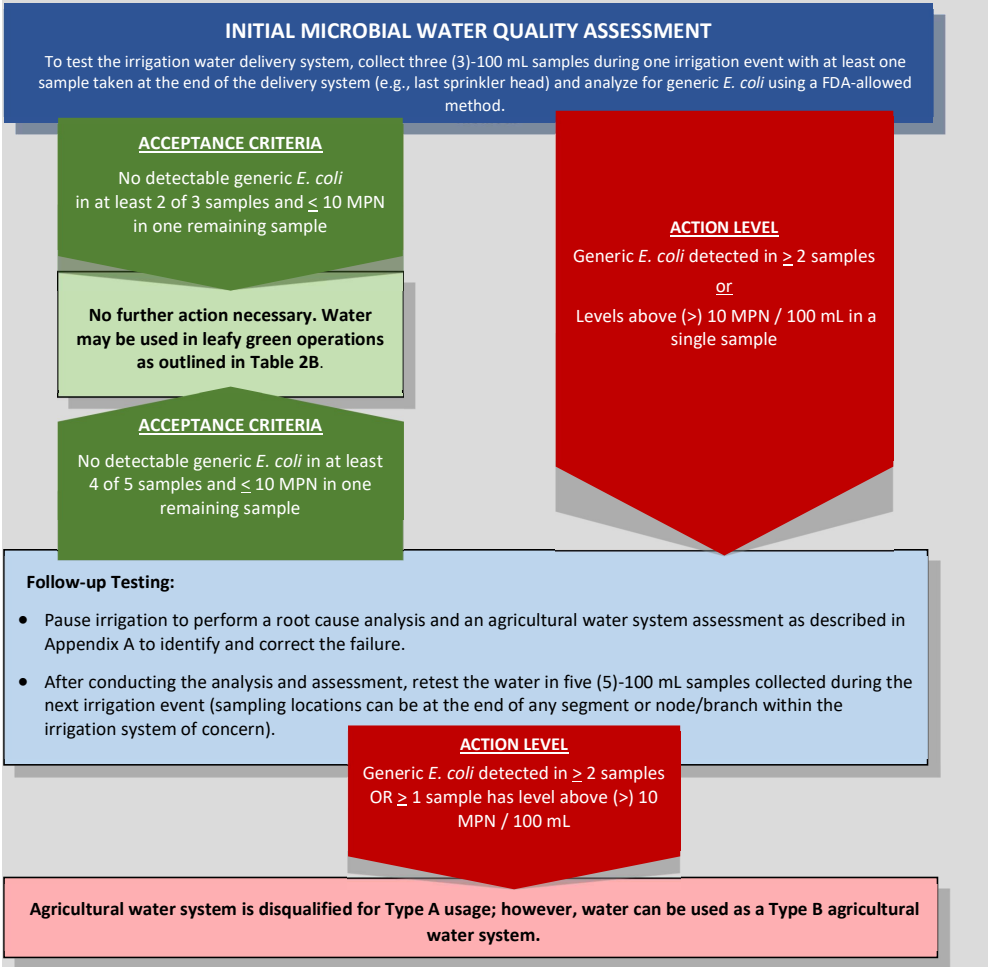 INITIAL MICROBIAL WATER QUALITY ASSESSMENT
To test the irrigation water delivery system, collect three (3)-100 mL samples during one irrigation event with at least one
sample taken at the end of the delivery system (e.g., last sprinkler head) and analyze for generic E. coli using a FDA-allowed
method.
ACCEPTANCE CRITERIA
No detectable generic E. coli
in at least 2 of 3 samples and ≤ 10 MPN
in one remaining sample
ACTION LEVEL
Generic E. coli detected in ≥ 2 samples
or
Levels above (>) 10 MPN / 100 mL in a
single sample
No further action necessary. Water
may be used in leafy green operations
as outlined in Table 2B.
ACCEPTANCE CRITERIA
No detectable generic E. coli in at least
4 of 5 samples and ≤ 10 MPN in one
remaining sample
Follow-up Testing:
• Pause irrigation to perform a root cause analysis and an agricultural water system assessment as described in
Appendix A to identify and correct the failure.
• After conducting the analysis and assessment, retest the water in five (5)-100 mL samples collected during the
next irrigation event (sampling locations can be at the end of any segment or node/branch within the
irrigation system of concern).
ACTION LEVEL
Generic E. coli detected in ≥ 2 samples
OR ≥ 1 sample has level above (>) 10
MPN / 100 mL
Agricultural water system is disqualified for Type A usage; however, water can be used as a Type B agricultural
water system.